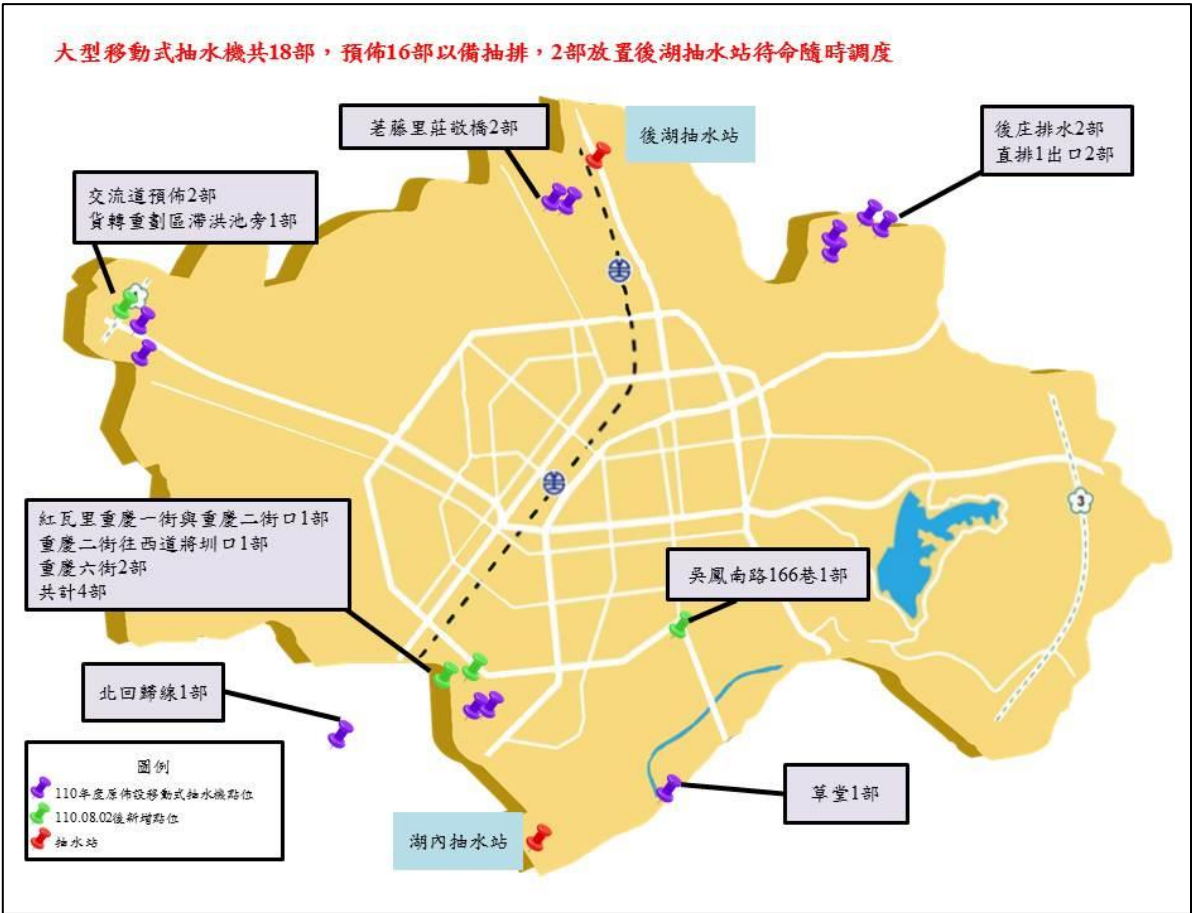 大型移動式抽水機共18部，預佈16部以備抽排，2部放置後湖抽水站待命隨時調度
荖藤里莊敬橋2部
後湖抽水站
後庄排水2部
直排1出口2部
交流道預佈2部
貨轉重劃區滯洪池旁1部
3
紅瓦里重慶一街與重慶二街口1部
重慶二街往西道將圳口1部
重慶六街2部
共計4部
吳鳳南路166巷1部
北回歸線1部
圖例
110年度原佈設移動式抽水機點位
110.08.02後新增點位
抽水站
草堂1部
湖內抽水站